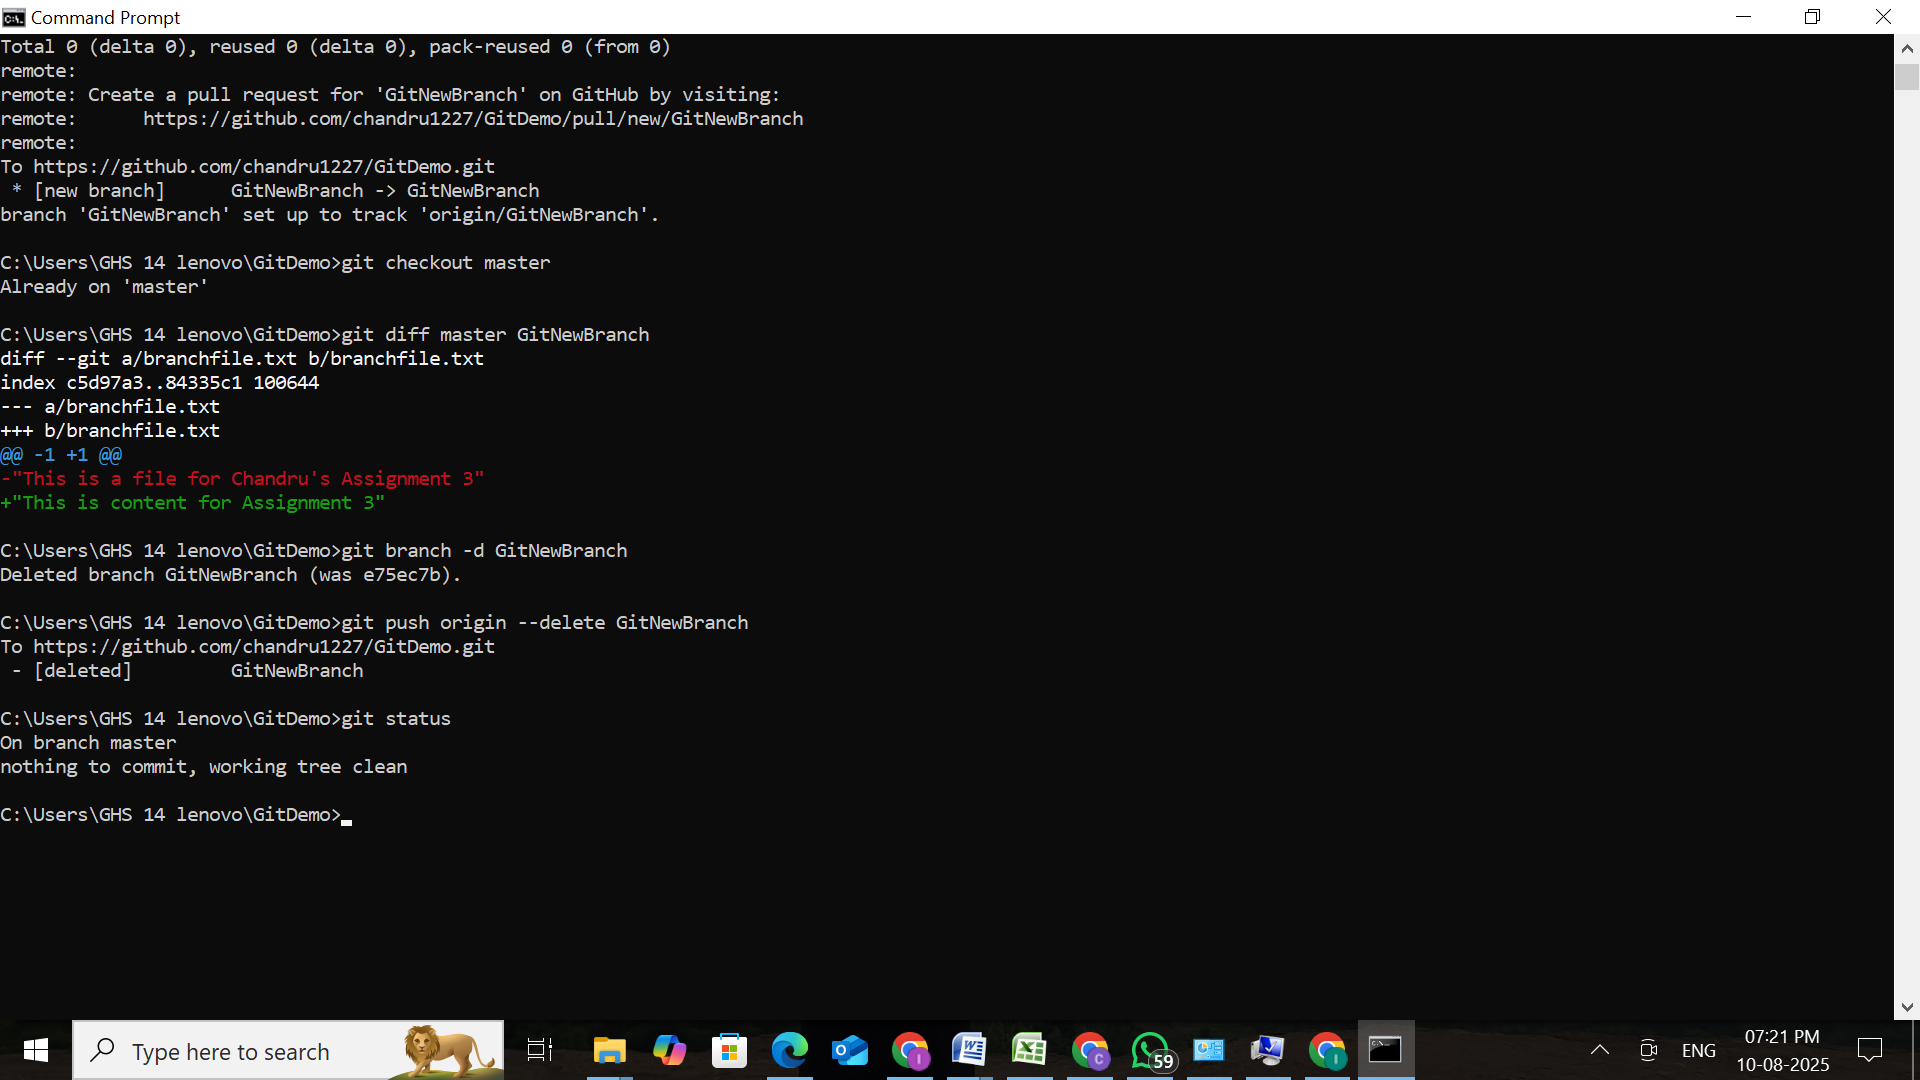 Command Prompt
Total 0 (delta 0), reused 0 (delta 0), pack-reused 0 (from 0)
remote:
remote: Create a pull request for 'GitNewBranch' on GitHub by visiting:
remote:      https://github.com/chandru1227/GitDemo/pull/new/GitNewBranch
remote:
To https://github.com/chandru1227/GitDemo.git
 * [new branch]      GitNewBranch -> GitNewBranch
branch 'GitNewBranch' set up to track 'origin/GitNewBranch'.
C:\Users\GHS 14 lenovo\GitDemo>git checkout master
Already on 'master'
C:\Users\GHS 14 lenovo\GitDemo>git diff master GitNewBranch
diff --git a/branchfile.txt b/branchfile.txt
index c5d97a3..84335c1 100644
--- a/branchfile.txt
+++ b/branchfile.txt
@@ -1 +1 @@
-"This is a file for Chandru's Assignment 3"
+"This is content for Assignment 3"
C:\Users\GHS 14 lenovo\GitDemo>git branch -d GitNewBranch
Deleted branch GitNewBranch (was e75ec7b).
C:\Users\GHS 14 lenovo\GitDemo>git push origin --delete GitNewBranch
To https://github.com/chandru1227/GitDemo.git
 - [deleted]         GitNewBranch
C:\Users\GHS 14 lenovo\GitDemo>git status
On branch master
nothing to commit, working tree clean
C:\Users\GHS 14 lenovo\GitDemo>
Type here to search
59
ENG
07:21 PM
10-08-2025